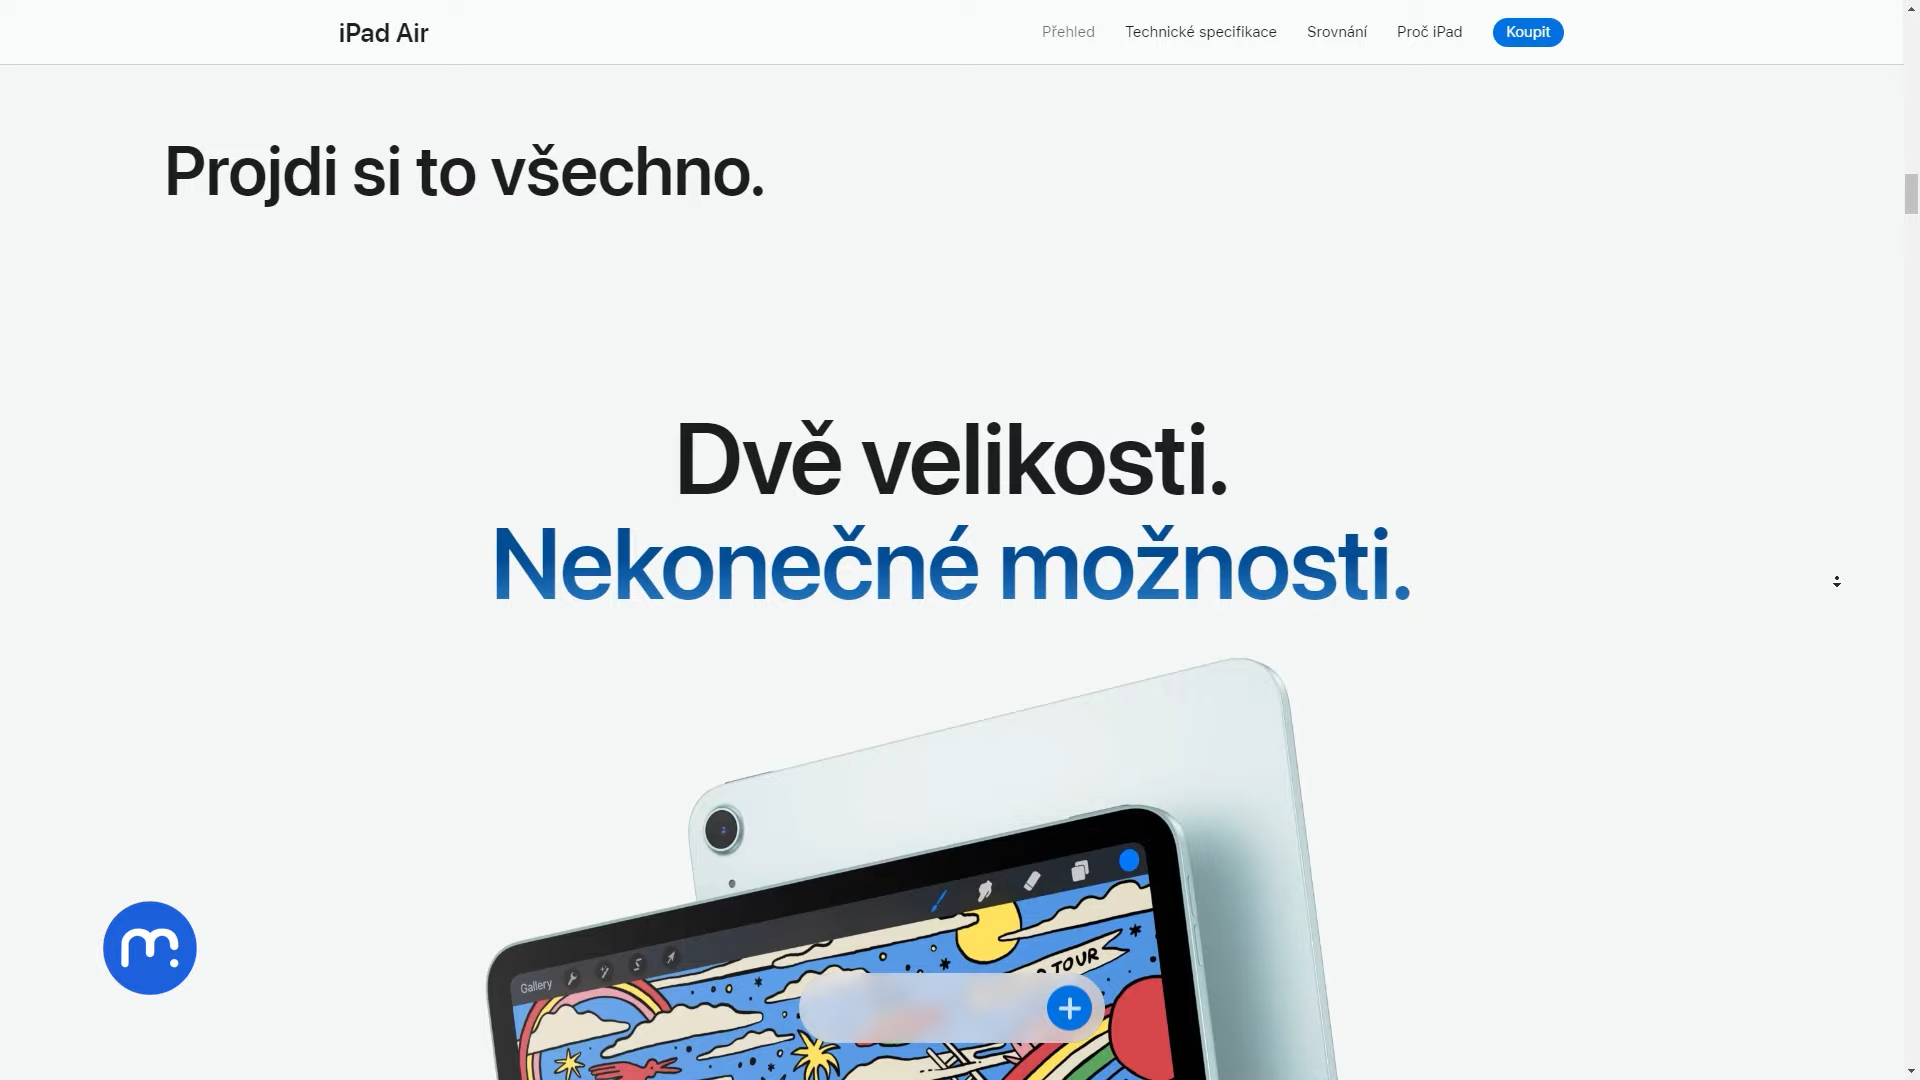 iPad Air
Přehled
Technické specifikace
Srovnání
Proč iPad
Koupit
Projdi si to všechno.
Dvě velikosti.
Nekonečné možnosti.
Gallery
TOUR
m.